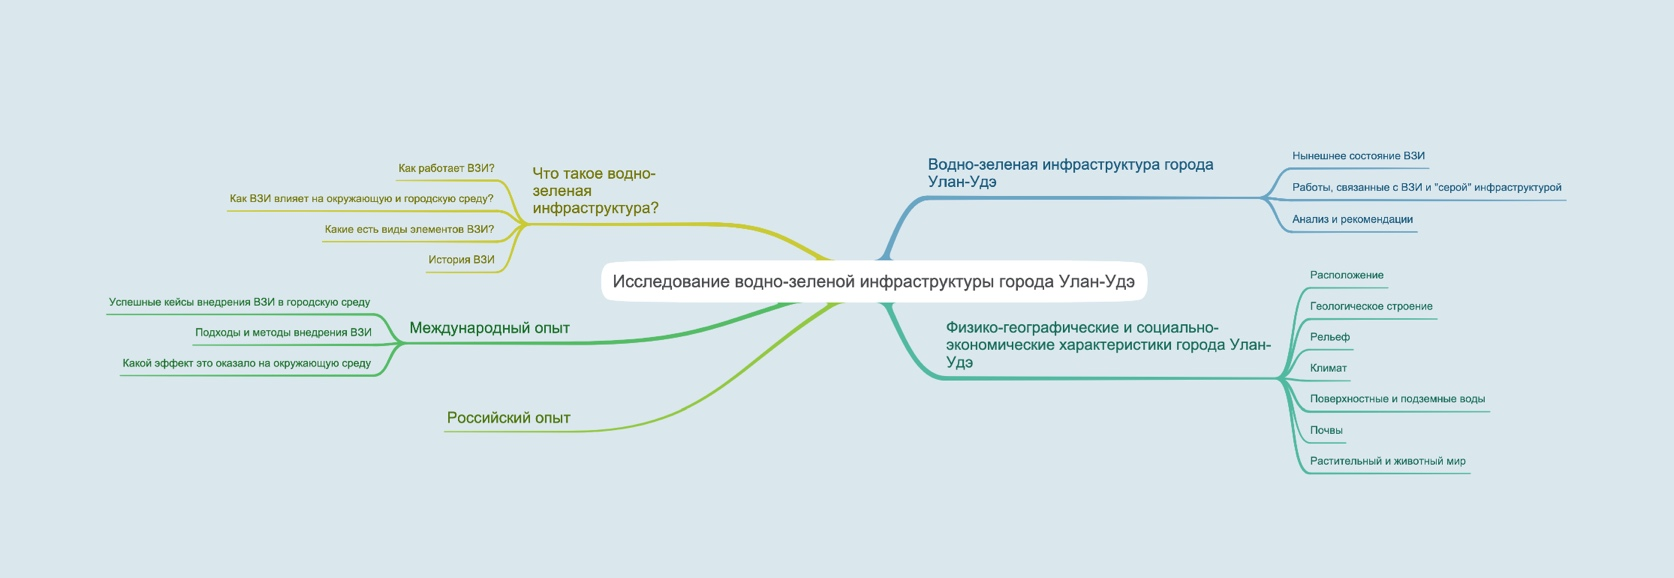 Исследование водно-зеленой инфраструктуры города Улан-Удэ
Что такое водно-
зеленая
инфраструктура?
Как работает ВЗИ?
Как ВЗИ влияет на окружающую и городскую среду?
Какие есть виды элементов ВЗИ?
История ВЗИ
Международный опыт
Успешные кейсы внедрения ВЗИ в городскую среду
Подходы и методы внедрения ВЗИ
Какой эффект это оказало на окружающую среду
Российский опыт
Водно-зеленая инфраструктура города
Улан-Удэ
Нынешнее состояние ВЗИ
Работы, связанные с ВЗИ и "серой" инфраструктурой
Анализ и рекомендации
Физико-географические и социально-
экономические характеристики города Улан-
Удэ
Расположение
Геологическое строение
Рельеф
Климат
Поверхностные и подземные воды
Почвы
Растительный и животный мир